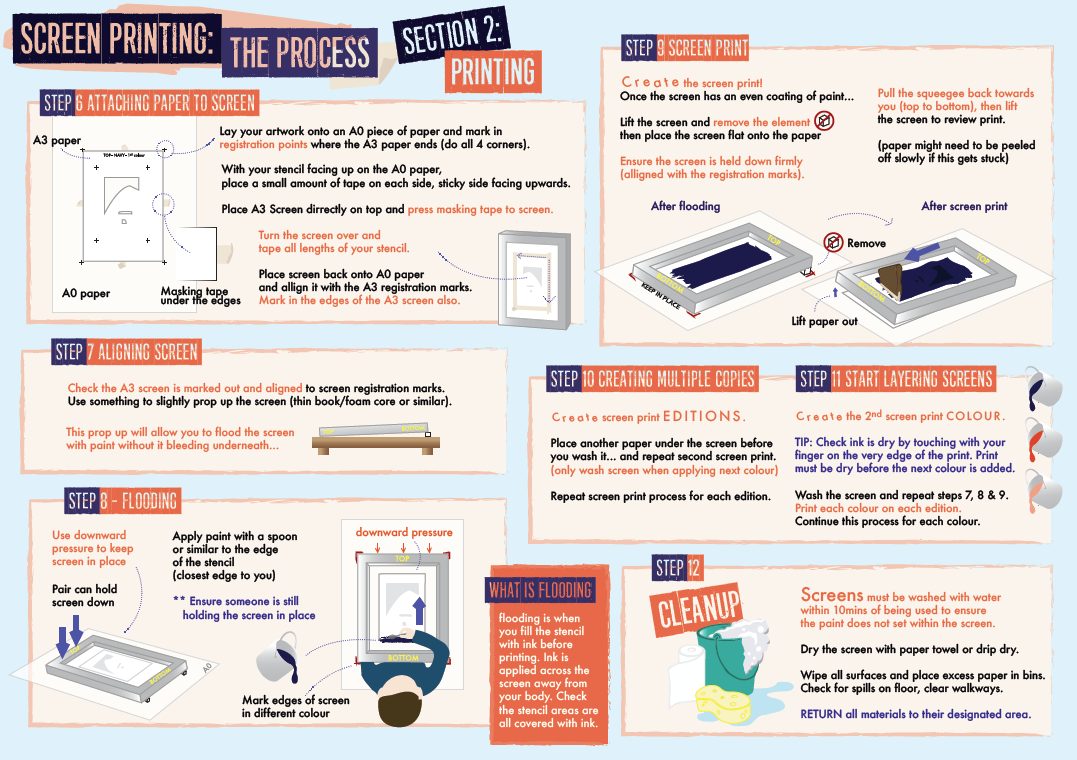 SCREEN PRINTING:
THE PROCESS
SECTION 2:
PRINTING
STEP 6 ATTACHING PAPER TO SCREEN
A3 paper
TOP - NAVY - 1st colour
A0 paper
Masking tape
under the edges
Lay your artwork onto an A0 piece of paper and mark in
registration points where the A3 paper ends (do all 4 corners).
With your stencil facing up on the A0 paper,
place a small amount of tape on each side, sticky side facing upwards.
Place A3 Screen dirrectly on top and press masking tape to screen.
Turn the screen over and
tape all lengths of your stencil.
Place screen back onto A0 paper
and allign it with the A3 registration marks.
Mark in the edges of the A3 screen also.
STEP 7 ALIGNING SCREEN
Check the A3 screen is marked out and aligned to screen registration marks.
Use something to slightly prop up the screen (thin book/foam core or similar).
This prop up will allow you to flood the screen
with paint without it bleeding underneath...
TOP
BOTTOM
STEP 8 - FLOODING
Use downward
pressure to keep
screen in place
Pair can hold
screen down
TOP
BOTTOM
A0
Apply paint with a spoon
or similar to the edge
of the stencil
(closest edge to you)
** Ensure someone is still
holding the screen in place
Mark edges of screen
in different colour
downward pressure
TOP
BOTTOM
WHAT IS FLOODING
flooding is when
you fill the stencil
with ink before
printing. Ink is
applied across the
screen away from
your body. Check
the stencil areas are
all covered with ink.
STEP 9 SCREEN PRINT
Create the screen print!
Once the screen has an even coating of paint...
Lift the screen and remove the element
then place the screen flat onto the paper
Ensure the screen is held down firmly
(alligned with the registration marks).
Pull the squeegee back towards
you (top to bottom), then lift
the screen to review print.
(paper might need to be peeled
off slowly if this gets stuck)
After flooding
After screen print
TOP
BOTTOM
KEEP IN PLACE
Remove
TOP
BOTTOM
Lift paper out
STEP 10 CREATING MULTIPLE COPIES
Create screen print EDITIONS.
Place another paper under the screen before
you wash it... and repeat second screen print.
(only wash screen when applying next colour)
Repeat screen print process for each edition.
STEP 11 START LAYERING SCREENS
Create the 2nd screen print COLOUR.
TIP: Check ink is dry by touching with your
finger on the very edge of the print. Print
must be dry before the next colour is added.
Wash the screen and repeat steps 7, 8 & 9.
Print each colour on each edition.
Continue this process for each colour.
STEP 12
CLEANUP
Screens must be washed with water
within 10mins of being used to ensure
the paint does not set within the screen.
Dry the screen with paper towel or drip dry.
Wipe all surfaces and place excess paper in bins.
Check for spills on floor, clear walkways.
RETURN all materials to their designated area.